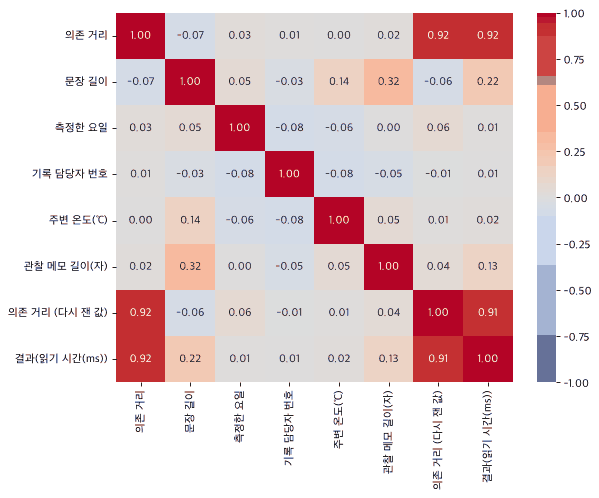 의존 거리 1.00 -0.07 0.03 0.01 0.00 0.02 0.92 0.92
문장 길이 -0.07 1.00 0.05 -0.03 0.14 0.32 -0.06 0.22
측정한 요일 0.03 0.05 1.00 -0.08 -0.06 0.00 0.06 0.01
기록 담당자 번호 0.01 -0.03 -0.08 1.00 -0.08 -0.05 -0.01 0.01
주변 온도(℃) 0.00 0.14 -0.06 -0.08 1.00 0.05 0.01 0.02
관찰 메모 길이(자) 0.02 0.32 0.00 -0.05 0.05 1.00 0.04 0.13
의존 거리 (다시 잰 값) 0.92 -0.06 0.06 -0.01 0.01 0.04 1.00 0.91
결과(읽기 시간(ms)) 0.92 0.22 0.01 0.01 0.02 0.13 0.91 1.00
의존 거리
문장 길이
측정한 요일
기록 담당자 번호
주변 온도(℃)
관찰 메모 길이(자)
의존 거리 (다시 잰 값)
결과(읽기 시간(ms))
1.00
0.75
0.50
0.25
0.00
-0.25
-0.50
-0.75
-1.00